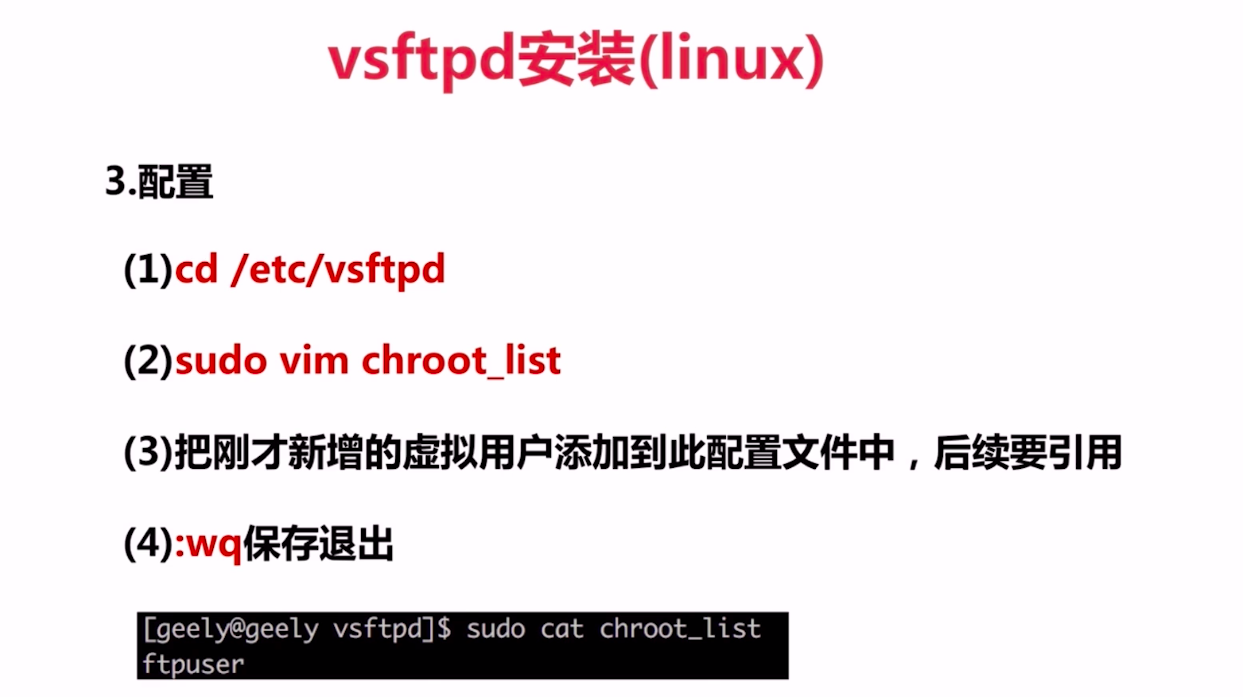 vsftpd安装(linux)
3.配置
(1)cd /etc/vsftpd
(2)sudo vim chroot_list
(3)把刚才新增的虚拟用户添加到此配置文件中，后续要引用
(4):wq保存退出
[geely@geely vsftpd]$ sudo cat chroot_list
ftpuser